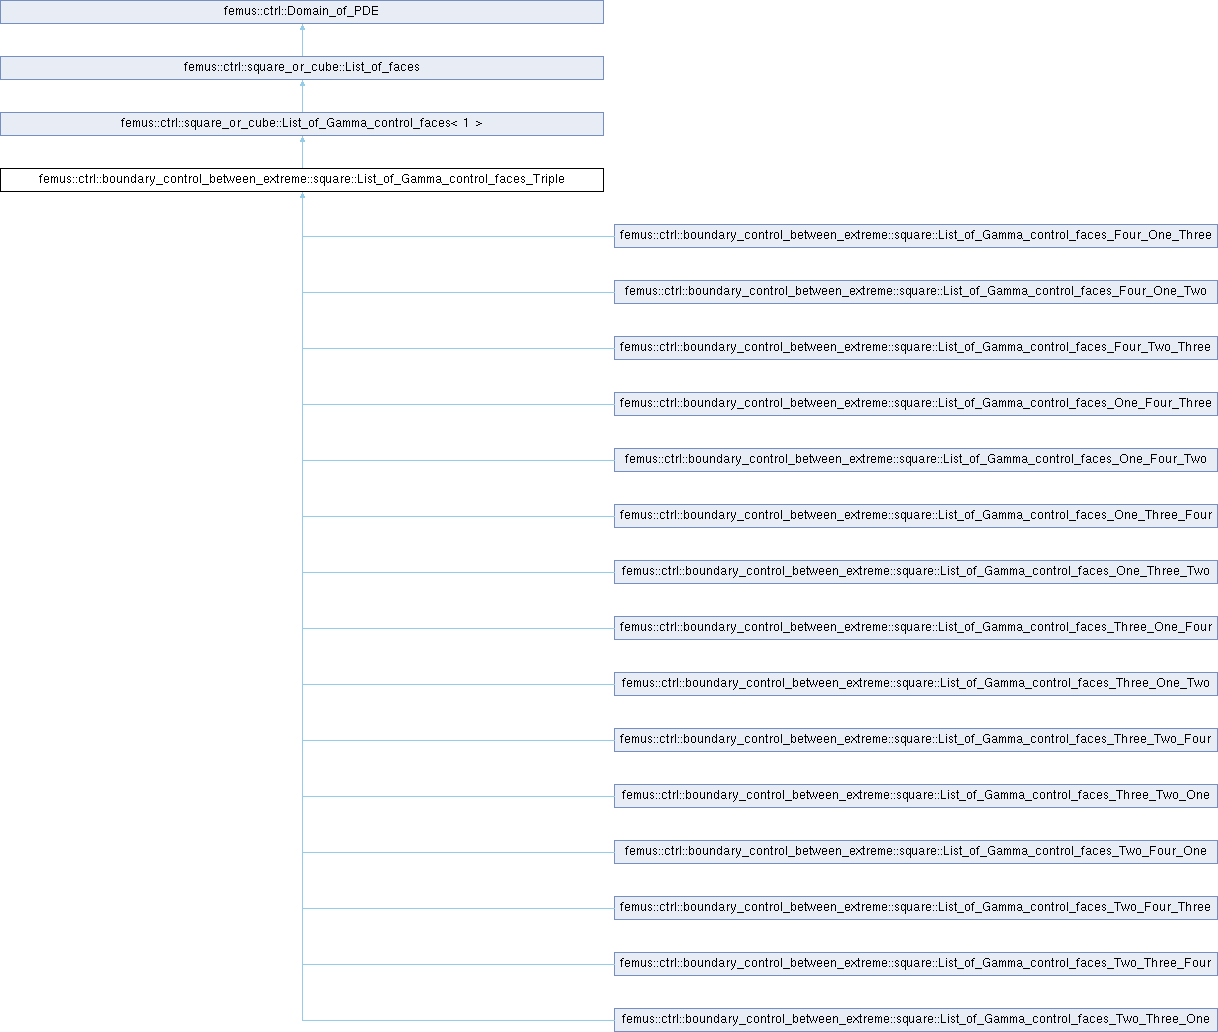 femus::ctrl::Domain_of_PDE
femus::ctrl::square_or_cube::List_of_faces
femus::ctrl::square_or_cube::List_of_Gamma_control_faces< 1 >
femus::ctrl::boundary_control_between_extreme::square::List_of_Gamma_control_faces_Triple
femus::ctrl::boundary_control_between_extreme::square::List_of_Gamma_control_faces_Four_One_Three
femus::ctrl::boundary_control_between_extreme::square::List_of_Gamma_control_faces_Four_One_Two
femus::ctrl::boundary_control_between_extreme::square::List_of_Gamma_control_faces_Four_Two_Three
femus::ctrl::boundary_control_between_extreme::square::List_of_Gamma_control_faces_One_Four_Three
femus::ctrl::boundary_control_between_extreme::square::List_of_Gamma_control_faces_One_Four_Two
femus::ctrl::boundary_control_between_extreme::square::List_of_Gamma_control_faces_One_Three_Four
femus::ctrl::boundary_control_between_extreme::square::List_of_Gamma_control_faces_One_Three_Two
femus::ctrl::boundary_control_between_extreme::square::List_of_Gamma_control_faces_Three_One_Four
femus::ctrl::boundary_control_between_extreme::square::List_of_Gamma_control_faces_Three_One_Two
femus::ctrl::boundary_control_between_extreme::square::List_of_Gamma_control_faces_Three_Two_Four
femus::ctrl::boundary_control_between_extreme::square::List_of_Gamma_control_faces_Three_Two_One
femus::ctrl::boundary_control_between_extreme::square::List_of_Gamma_control_faces_Two_Four_One
femus::ctrl::boundary_control_between_extreme::square::List_of_Gamma_control_faces_Two_Four_Three
femus::ctrl::boundary_control_between_extreme::square::List_of_Gamma_control_faces_Two_Three_Four
femus::ctrl::boundary_control_between_extreme::square::List_of_Gamma_control_faces_Two_Three_One